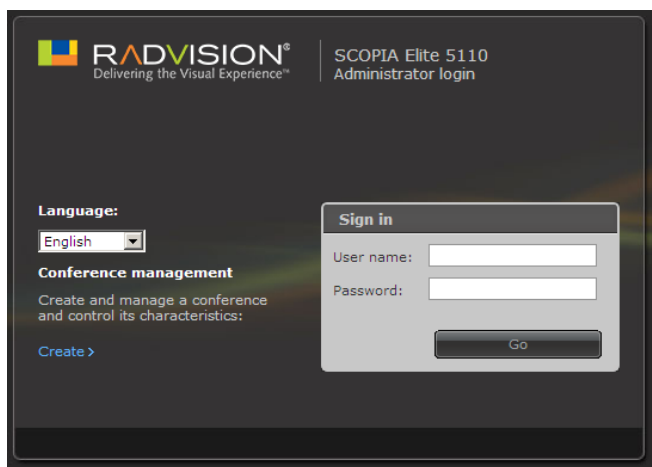 RADVISION®
Delivering the Visual Experience™
SCOPIA Elite 5110
Administrator login
Language:
English
Conference management
Create and manage a conference
and control its characteristics:
Create >
Sign in
User name:
Password:
Go